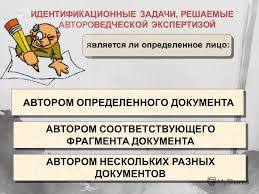 ИДЕНТИФИКАЦИОННЫЕ ЗАДАЧИ, РЕШАЕМЫЕ
АВТОРОВЕДЧЕСКОЙ ЭКСПЕРТИЗОЙ
является ли определенное лицо:
АВТОРОМ ОПРЕДЕЛЕННОГО ДОКУМЕНТА
АВТОРОМ СООТВЕТСТВУЮЩЕГО
ФРАГМЕНТА ДОКУМЕНТА
АВТОРОМ НЕСКОЛЬКИХ РАЗНЫХ
ДОКУМЕНТОВ
MyShared